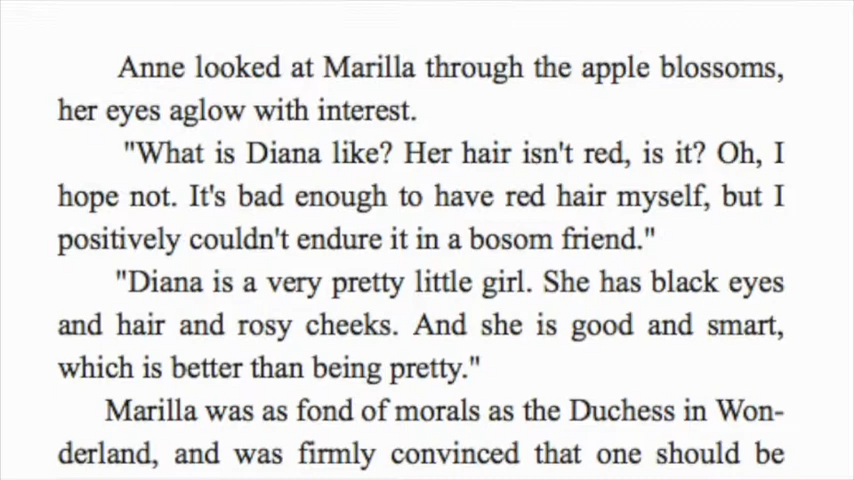 Anne looked at Marilla through the apple blossoms,
her eyes aglow with interest.
"What is Diana like? Her hair isn't red, is it? Oh, I
hope not. It's bad enough to have red hair myself, but I
positively couldn't endure it in a bosom friend."
"Diana is a very pretty little girl. She has black eyes
and hair and rosy cheeks. And she is good and smart,
which is better than being pretty."
Marilla was as fond of morals as the Duchess in Won-
derland, and was firmly convinced that one should be